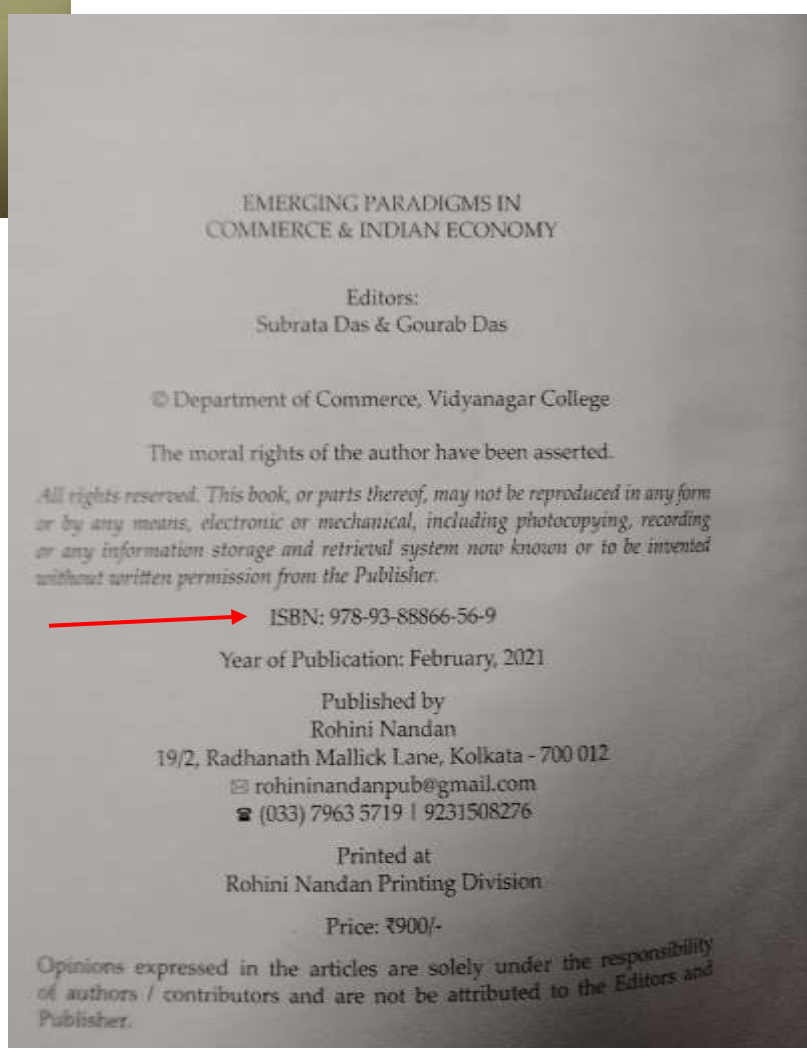 EMERGING PARADIGMS IN
COMMERCE & INDIAN ECONOMY
Editors:
Subrata Das & Gourab Das
© Department of Commerce, Vidyanagar College
The moral rights of the author have been asserted.
All rights reserved. This book, or parts thereof, may not be reproduced in any form
or by any means, electronic or mechanical, including photocopying, recording
or any information storage and retrieval system now known or to be invented
without written permission from the Publisher.
ISBN: 978-93-88866-56-9
Year of Publication: February, 2021
Published by
Rohini Nandan
19/2, Radhanath Mallick Lane, Kolkata - 700 012
✉ rohininandanpub@gmail.com
☎ (033) 7963 5719 | 9231508276
Printed at
Rohini Nandan Printing Division
Price: ₹900/-
Opinions expressed in the articles are solely under the responsibility
of authors / contributors and are not be attributed to the Editors and
Publisher.